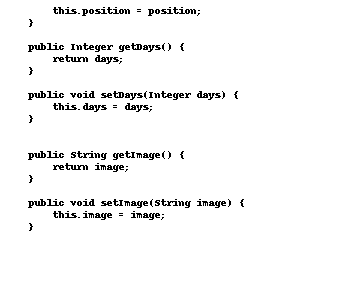 this.position = position;
}
public Integer getDays() {
return days;
}
public void setDays(Integer days) {
this.days = days;
}
public String getImage() {
return image;
}
public void setImage(String image) {
this.image = image;
}